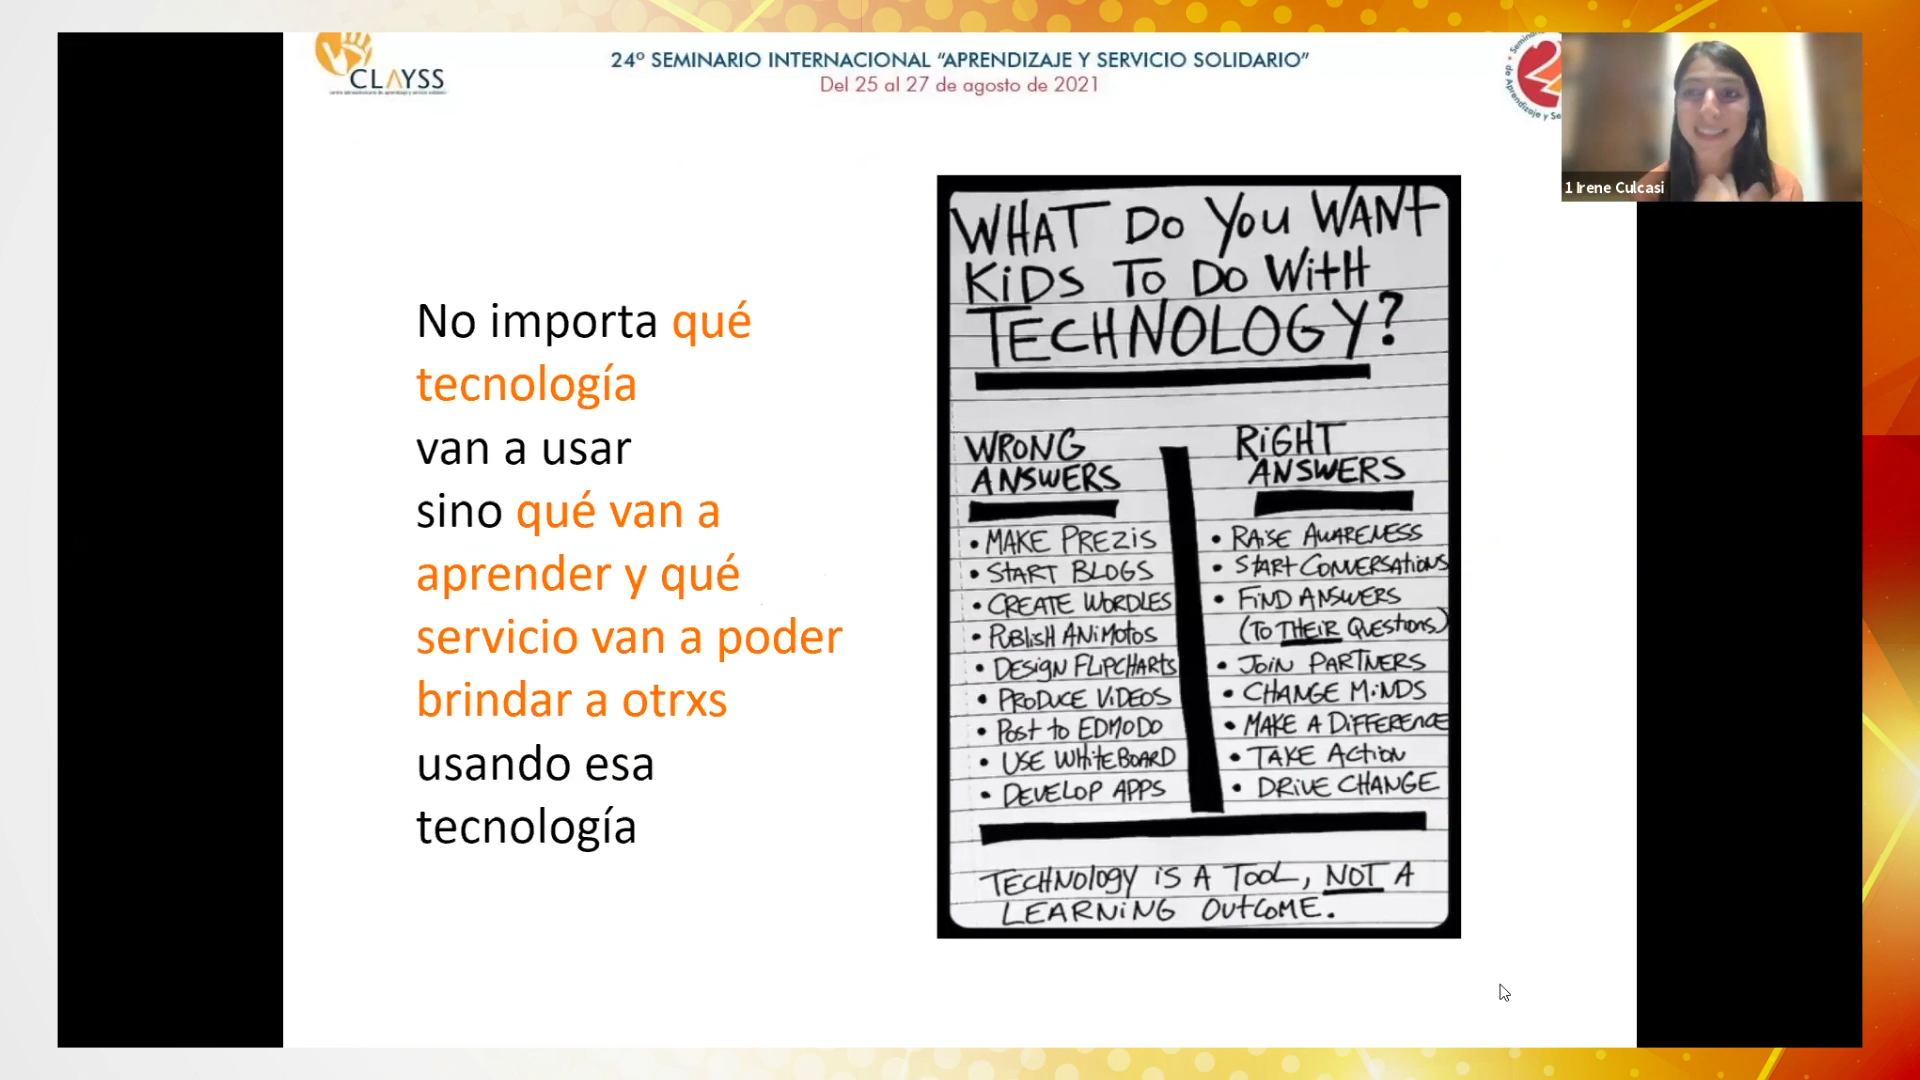 CLAYSS
24º SEMINARIO INTERNACIONAL "APRENDIZAJE Y SERVICIO SOLIDARIO"
Del 25 al 27 de agosto de 2021
1 Irene Culcasi
No importa qué
tecnología
van a usar
sino qué van a
aprender y qué
servicio van a poder
brindar a otrxs
usando esa
tecnología
WHAT DO YOU WANT
KiDS TO DO WiTH
TECHNOLOGY?
WRONG
ANSWERS
• MAKE PREZiS
• START BLOGS
• CREATE WORDLES
• PUBLiSH ANiMOTOS
• DESiGN FLiPCHARTS
• PRODUCE ViDEOS
• POST to EDMODO
• USE WHiTEBOARD
• DEVELOP APPS
RiGHT
ANSWERS
• RAiSE AWARENESS
• START CONVERSATiONS
• FiND ANSWERS
(TO THEiR QUESTiONS)
• JOiN PARTNERS
• CHANGE MiNDS
• MAKE A DiFFERENCE
• TAKE ACTiON
• DRiVE CHANGE
TECHNOLOGY iS A TOOL, NOT A
LEARNiNG OUTCOME.